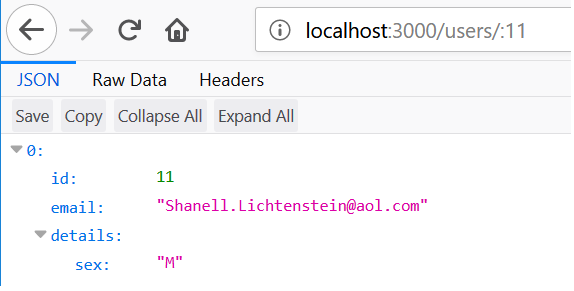 localhost:3000/users/:11
JSON Raw Data Headers
Save Copy Collapse All Expand All
0:
id: 11
email: "Shanell.Lichtenstein@aol.com"
details:
sex: "M"